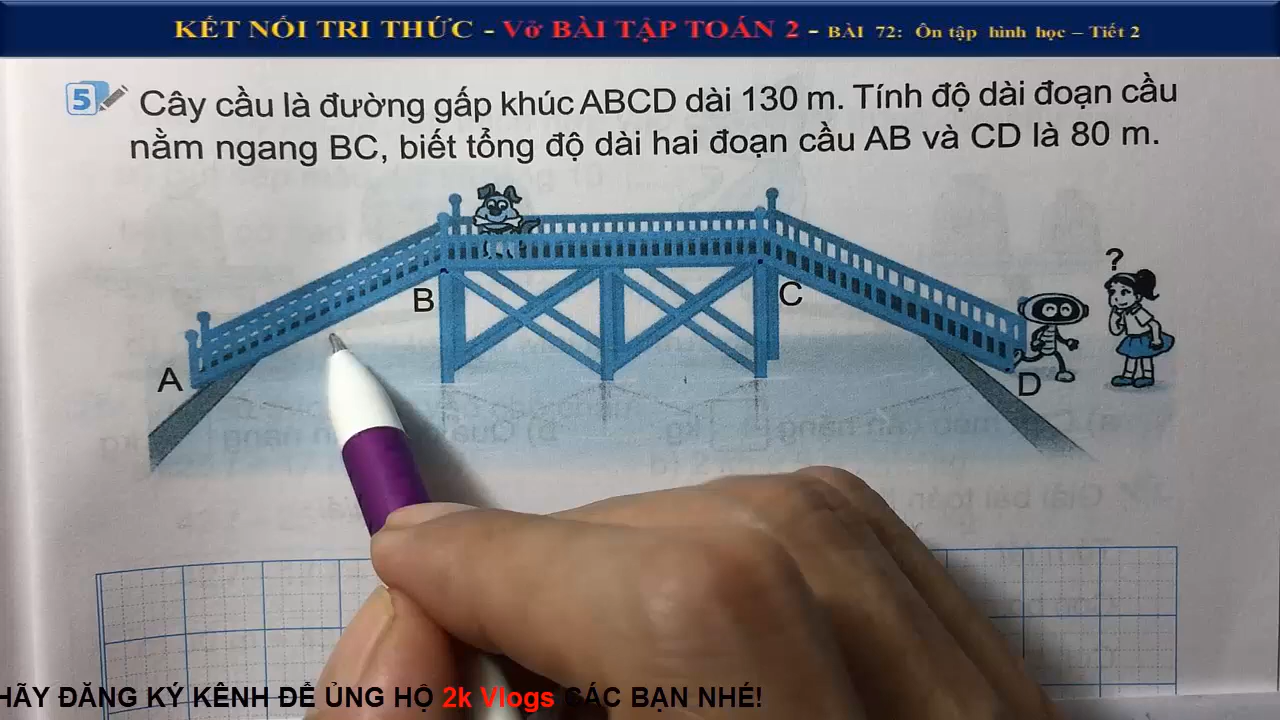 KẾT NỐI TRI THỨC - Vở BÀI TẬP TOÁN 2 - BÀI 72: Ôn tập hình học – Tiết 2
5 Cây cầu là đường gấp khúc ABCD dài 130 m. Tính độ dài đoạn cầu
nằm ngang BC, biết tổng độ dài hai đoạn cầu AB và CD là 80 m.
?
B
C
A
D
HÃY ĐĂNG KÝ KÊNH ĐỂ ỦNG HỘ 2k Vlogs CÁC BẠN NHÉ!